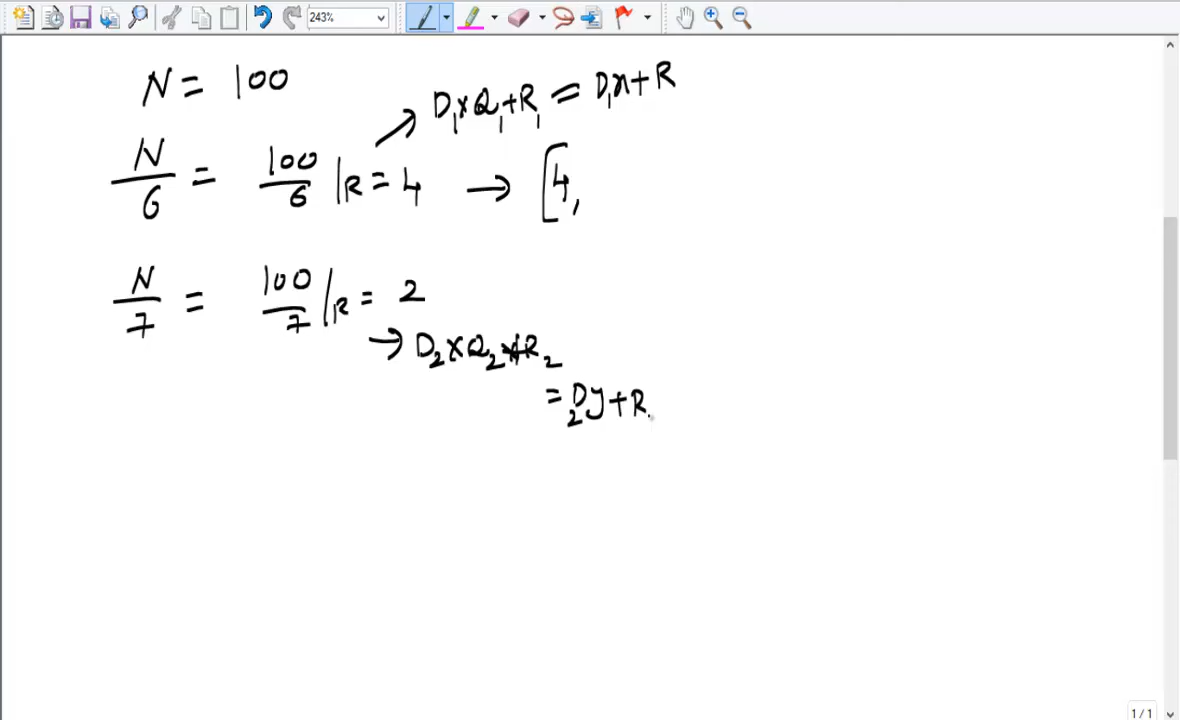 243%
N = 100
D₁×Q₁+R₁ = D₁x+R
N/6 = 100/6 |R = 4 → [4,
N/7 = 100/7 |R = 2
→ D₂×Q₂+R₂
= D₂y+R
1/1